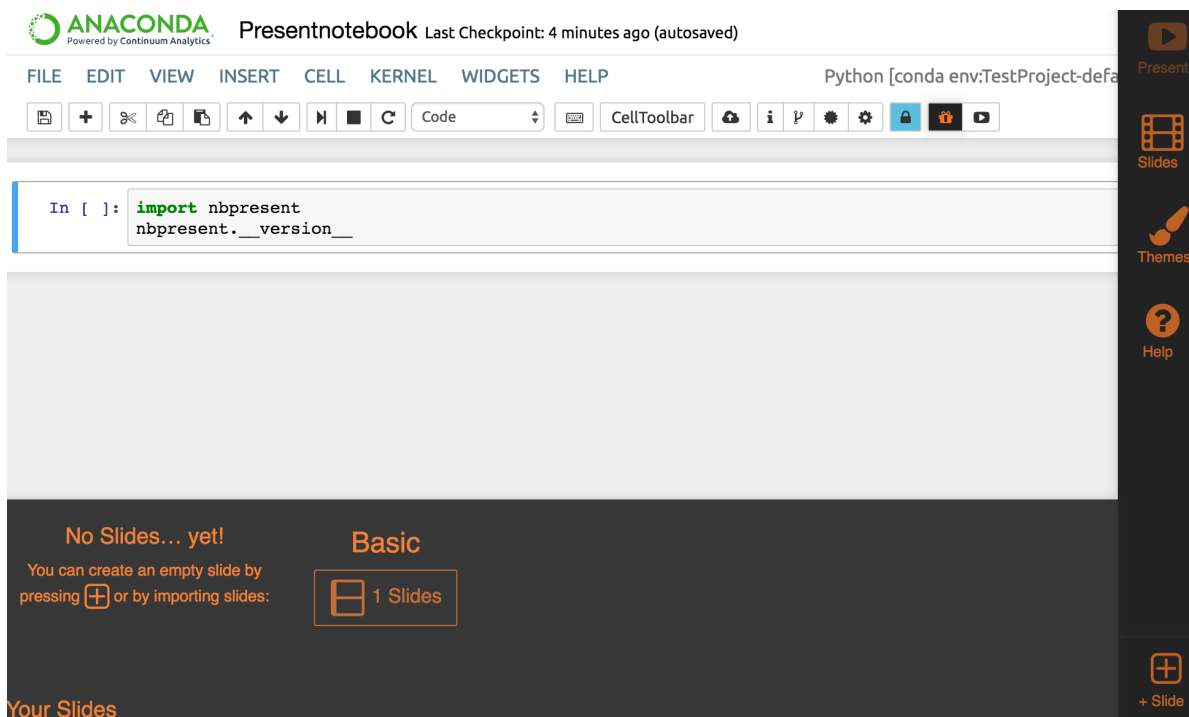 ANACONDA
Powered by Continuum Analytics
Presentnotebook Last Checkpoint: 4 minutes ago (autosaved)
FILE EDIT VIEW INSERT CELL KERNEL WIDGETS HELP
Python [conda env:TestProject-defa
Code
CellToolbar
In [ ]: import nbpresent
nbpresent.__version__
Present
Slides
Themes
Help
No Slides... yet!
You can create an empty slide by
pressing or by importing slides:
Basic
1 Slides
Your Slides
+ Slide